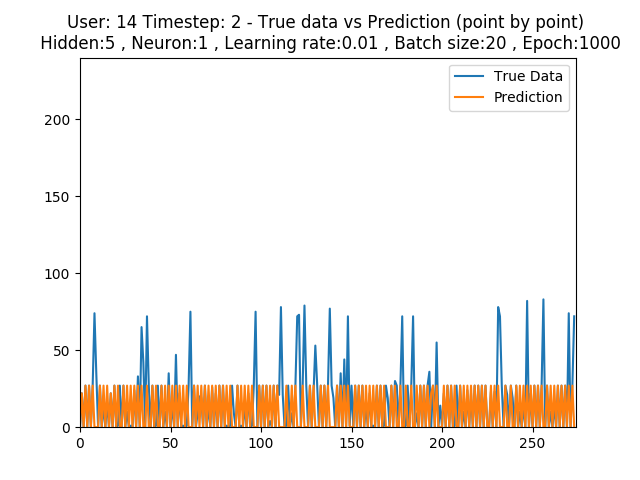 User: 14 Timestep: 2 - True data vs Prediction (point by point)
Hidden:5 , Neuron:1 , Learning rate:0.01 , Batch size:20 , Epoch:1000
True Data
Prediction
200
150
100
50
0
0 50 100 150 200 250